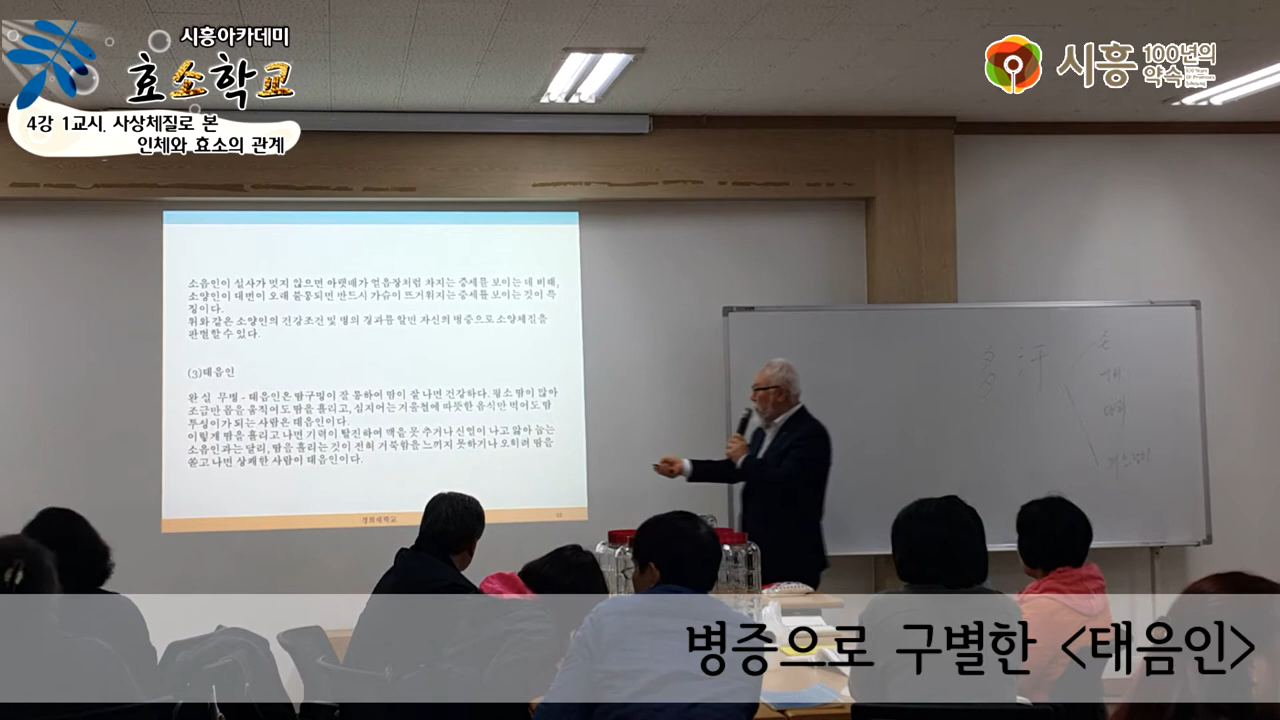 시흥아카데미
효소학교
4강 1교시. 사상체질로 본
인체와 효소의 관계
시흥 100년의
약속
소음인이 설사가 멎지 않으면 아랫배가 얼음장처럼 차지는 증세를 보이는 데 비해,
소양인이 대변이 오래 불통되면 반드시 가슴이 뜨거워지는 증세를 보이는 것이 특
징이다.
위와 같은 소양인의 건강조건 및 병의 경과를 알면 자신의 병증으로 소양체질을
판별할 수 있다.
(3)태음인
완실 무병 - 태음인은 땀구멍이 잘 통하여 땀이 잘 나면 건강하다. 평소 땀이 많아
조금만 몸을 움직여도 땀을 흘리고, 심지어는 겨울철에 따뜻한 음식만 먹어도 땀
투성이가 되는 사람은 태음인이다.
이렇게 땀을 흘리고 나면 기력이 탈진하여 맥을 못 추거나 신열이 나고 앓아 눕는
소음인과는 달리, 땀을 흘리는 것이 전혀 거북함을 느끼지 못하거나 오히려 땀을
쏟고 나면 상쾌한 사람이 태음인이다.
경희대학교
多 汗
손
병증으로 구별한 <태음인>